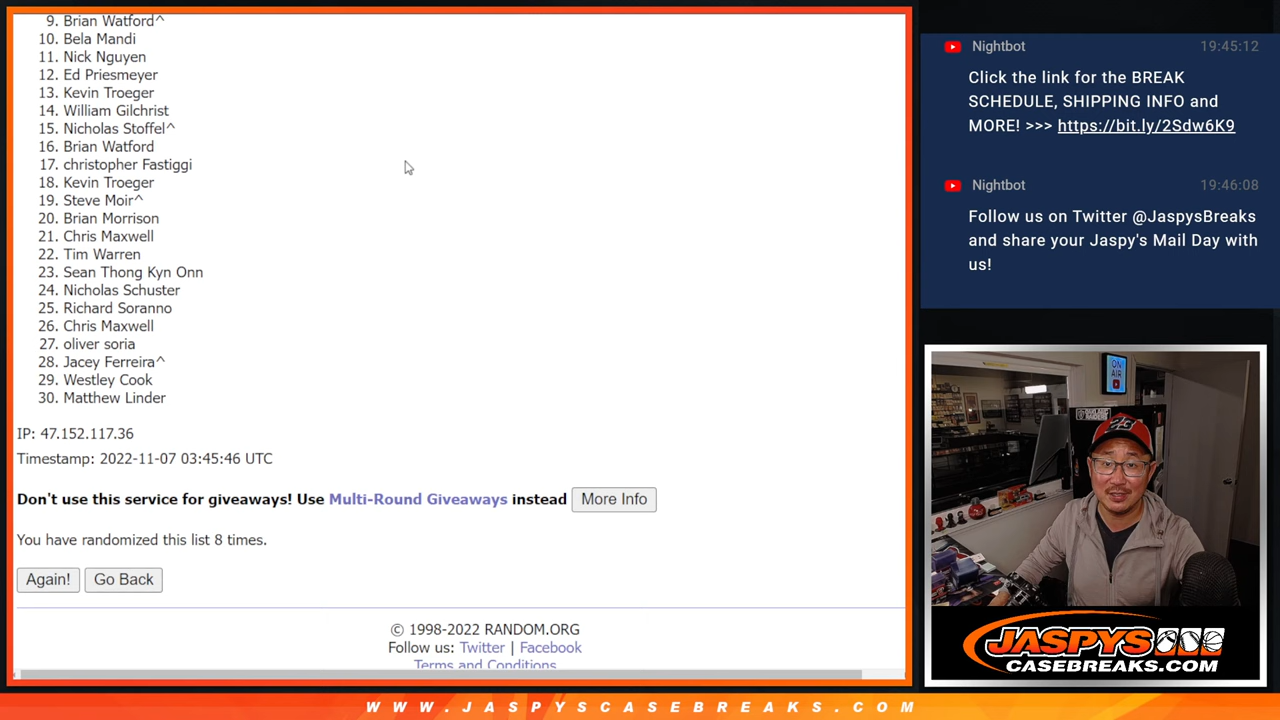 9. Brian Watford^
10. Bela Mandi
11. Nick Nguyen
12. Ed Priesmeyer
13. Kevin Troeger
14. William Gilchrist
15. Nicholas Stoffel^
16. Brian Watford
17. christopher Fastiggi
18. Kevin Troeger
19. Steve Moir^
20. Brian Morrison
21. Chris Maxwell
22. Tim Warren
23. Sean Thong Kyn Onn
24. Nicholas Schuster
25. Richard Soranno
26. Chris Maxwell
27. oliver soria
28. Jacey Ferreira^
29. Westley Cook
30. Matthew Linder
IP: 47.152.117.36
Timestamp: 2022-11-07 03:45:46 UTC
Don't use this service for giveaways! Use Multi-Round Giveaways instead More Info
You have randomized this list 8 times.
Again! Go Back
© 1998-2022 RANDOM.ORG
Follow us: Twitter | Facebook
Terms and Conditions
Nightbot 19:45:12
Click the link for the BREAK
SCHEDULE, SHIPPING INFO and
MORE! >>> https://bit.ly/2Sdw6K9
Nightbot 19:46:08
Follow us on Twitter @JaspysBreaks
and share your Jaspy's Mail Day with
us!
ON
AIR
JASPYS
CASEBREAKS.COM
WWW.JASPYSCASEBREAKS.COM